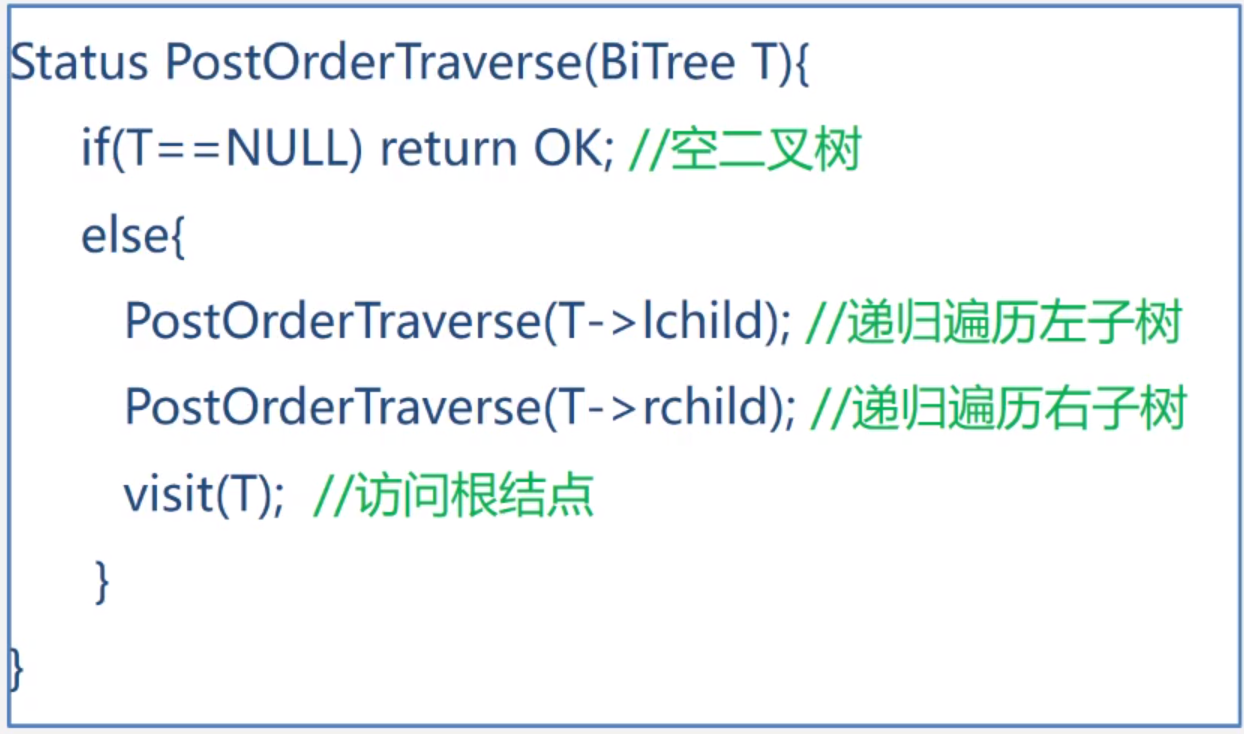 Status PostOrderTraverse(BiTree T){
if(T==NULL) return OK; //空二叉树
else{
PostOrderTraverse(T->lchild); //递归遍历左子树
PostOrderTraverse(T->rchild); //递归遍历右子树
visit(T); //访问根结点
}
}